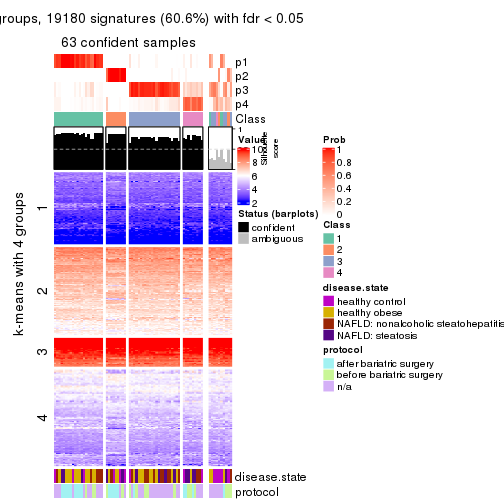 groups, 19180 signatures (60.6%) with fdr < 0.05
63 confident samples
p1
p2
p3
p4
Class
1
Value
10
8
6
4
2
Silhouette
score
Status (barplots)
confident
ambiguous
Prob
1
0.8
0.6
0.4
0.2
0
Class
1
2
3
4
disease.state
healthy control
healthy obese
NAFLD: nonalcoholic steatohepatitis
NAFLD: steatosis
protocol
after bariatric surgery
before bariatric surgery
n/a
k-means with 4 groups
1
2
3
4
disease.state
protocol